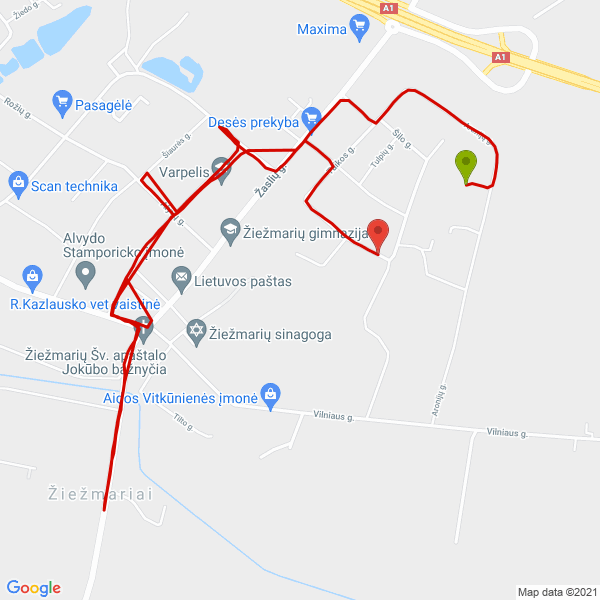 Žiedo g.
Maxima
A1
A1
Rožių g.
Pasagėlė
Desės prekyba
Šiaurės g.
Šilo g.
Tulpių g.
Varpelis
Žaslių g.
Scan technika
Žiežmarių gimnazija
Alvydo
Stamporicko įmonė
Lietuvos paštas
R.Kazlausko vet vaistinė
Žiežmarių sinagoga
Žiežmarių Šv. apaštalo
Jokūbo bažnyčia
Aidos Vitkūnienės įmonė
Aronijų g.
Tilto g.
Vilniaus g.
Vilniaus g.
Žiežmariai
Google
Map data ©2021